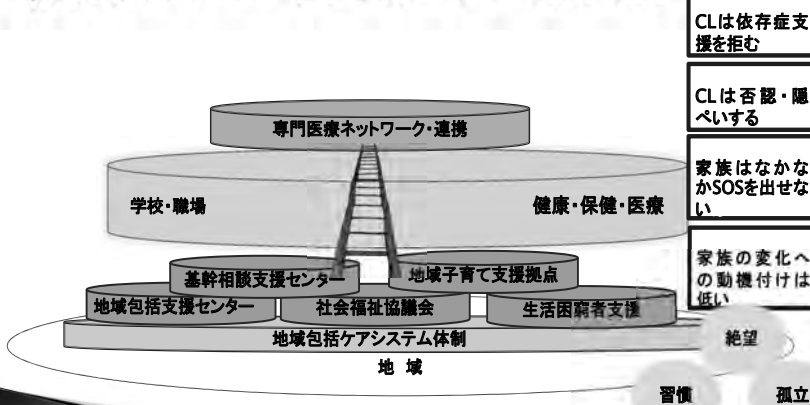 専門医療ネットワーク・連携
学校・職場
健康・保健・医療
基幹相談支援センター
地域子育て支援拠点
地域包括支援センター
社会福祉協議会
生活困窮者支援
地域包括ケアシステム体制
地 域
CLは依存症支
援を拒む
CLは否認・隠
ぺいする
家族はなかな
かSOSを出せな
い
家族の変化へ
の動機付けは
低い
絶望
習慣
孤立